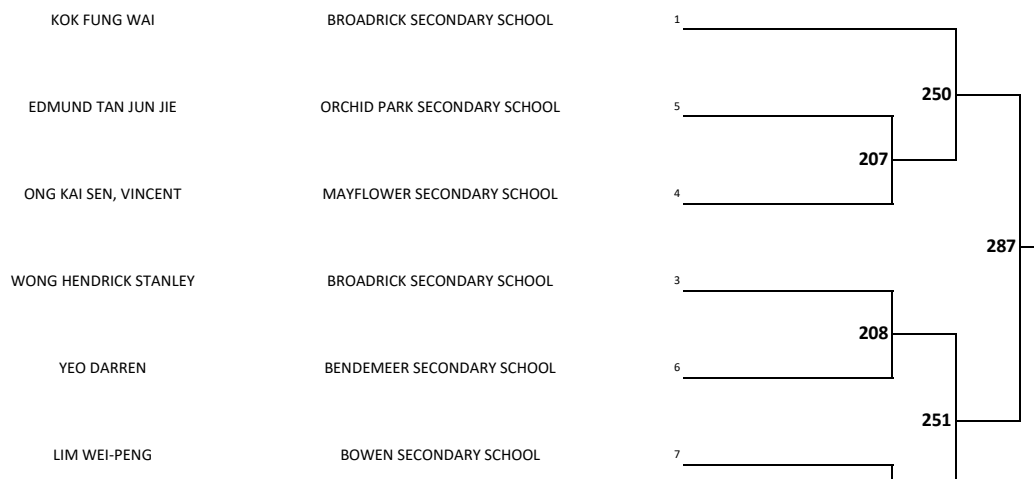 KOK FUNG WAI BROADRICK SECONDARY SCHOOL 1
250
EDMUND TAN JUN JIE ORCHID PARK SECONDARY SCHOOL 5
207
ONG KAI SEN, VINCENT MAYFLOWER SECONDARY SCHOOL 4
287
WONG HENDRICK STANLEY BROADRICK SECONDARY SCHOOL 3
208
YEO DARREN BENDEMEER SECONDARY SCHOOL 6
251
LIM WEI-PENG BOWEN SECONDARY SCHOOL 7